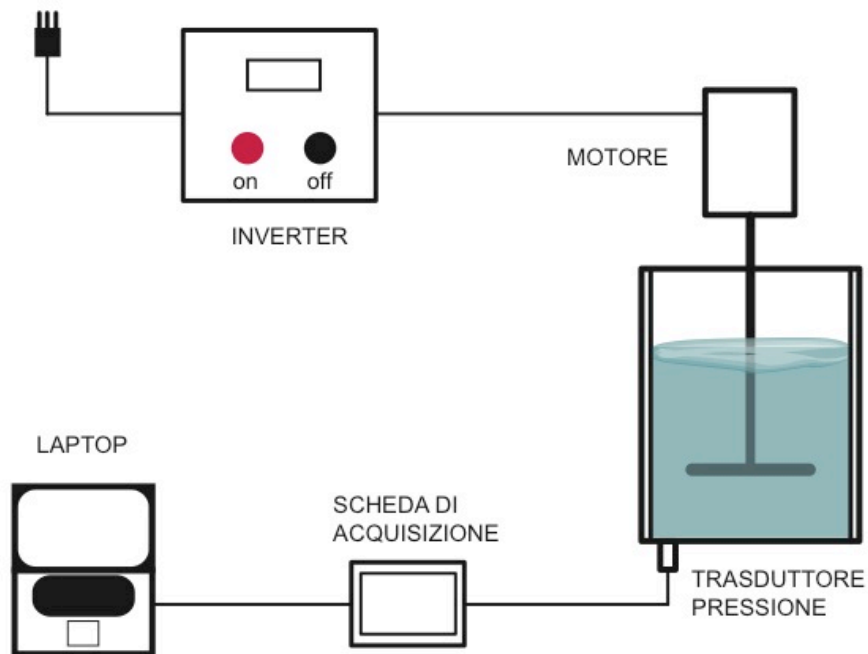 on
off
INVERTER
MOTORE
LAPTOP
SCHEDA DI
ACQUISIZIONE
TRASDUTTORE
PRESSIONE